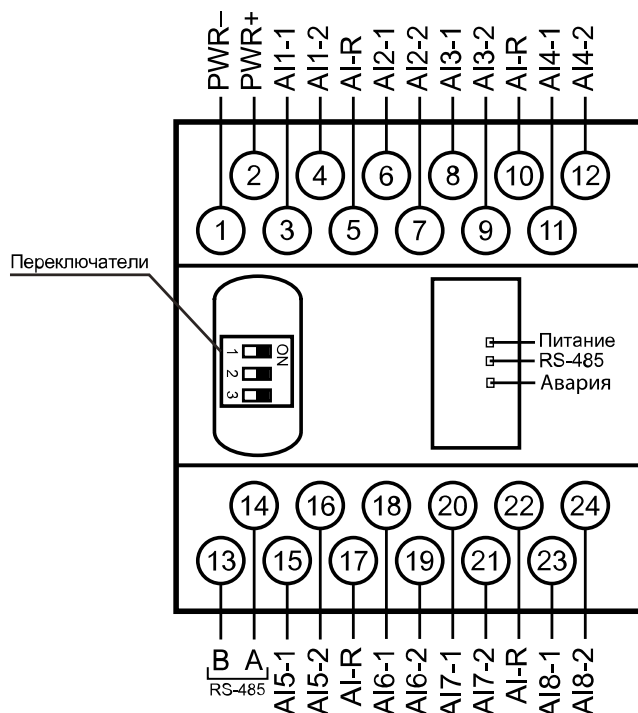 PWR–
PWR+
AI1-1
AI1-2
AI-R
AI2-1
AI2-2
AI3-1
AI3-2
AI-R
AI4-1
AI4-2
2
4
6
8
10
12
1
3
5
7
9
11
Переключатели
ON
1
2
3
Питание
RS-485
Авария
14
16
18
20
22
24
13
15
17
19
21
23
B
A
RS-485
AI5-1
AI5-2
AI-R
AI6-1
AI6-2
AI7-1
AI7-2
AI-R
AI8-1
AI8-2